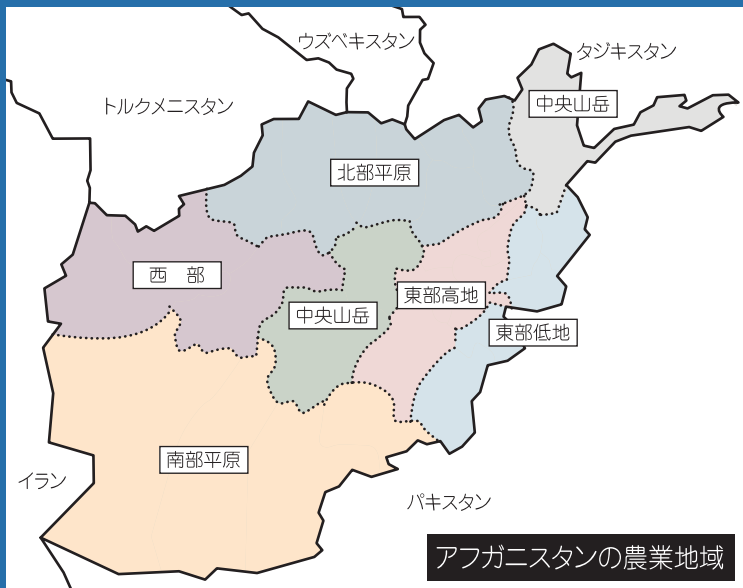 ウズベキスタン
タジキスタン
トルクメニスタン
中央山岳
北部平原
西　部
東部高地
中央山岳
東部低地
南部平原
イラン
パキスタン
アフガニスタンの農業地域